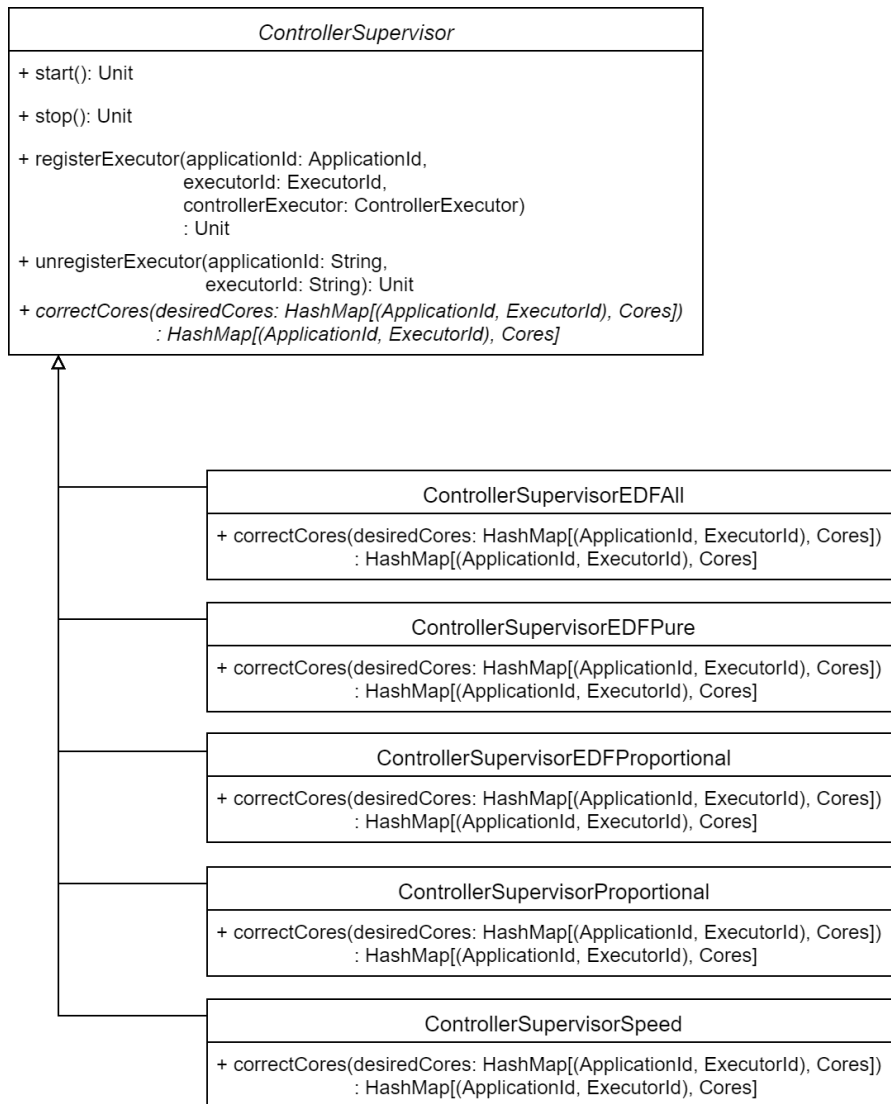 ControllerSupervisor
+ start(): Unit
+ stop(): Unit
+ registerExecutor(applicationId: ApplicationId,
executorId: ExecutorId,
controllerExecutor: ControllerExecutor)
: Unit
+ unregisterExecutor(applicationId: String,
executorId: String): Unit
+ correctCores(desiredCores: HashMap[(ApplicationId, ExecutorId), Cores])
: HashMap[(ApplicationId, ExecutorId), Cores]
ControllerSupervisorEDFAll
+ correctCores(desiredCores: HashMap[(ApplicationId, ExecutorId), Cores])
: HashMap[(ApplicationId, ExecutorId), Cores]
ControllerSupervisorEDFPure
+ correctCores(desiredCores: HashMap[(ApplicationId, ExecutorId), Cores])
: HashMap[(ApplicationId, ExecutorId), Cores]
ControllerSupervisorEDFProportional
+ correctCores(desiredCores: HashMap[(ApplicationId, ExecutorId), Cores])
: HashMap[(ApplicationId, ExecutorId), Cores]
ControllerSupervisorProportional
+ correctCores(desiredCores: HashMap[(ApplicationId, ExecutorId), Cores])
: HashMap[(ApplicationId, ExecutorId), Cores]
ControllerSupervisorSpeed
+ correctCores(desiredCores: HashMap[(ApplicationId, ExecutorId), Cores])
: HashMap[(ApplicationId, ExecutorId), Cores]